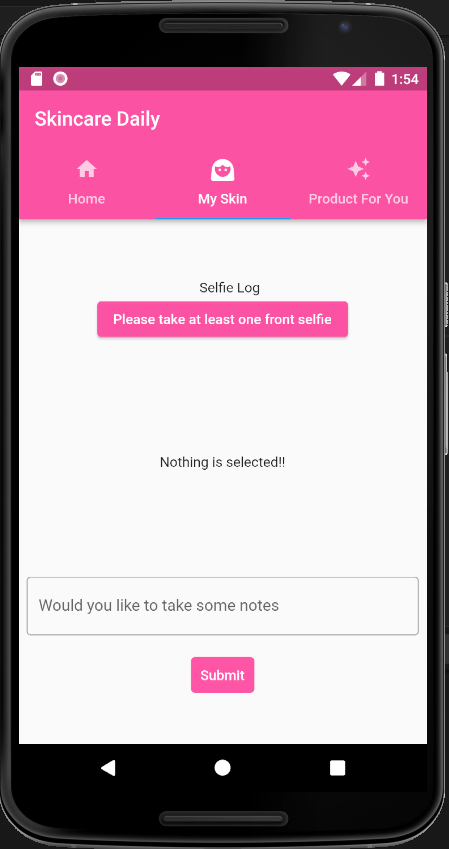 1:54
Skincare Daily
Home
My Skin
Product For You
Selfie Log
Please take at least one front selfie
Nothing is selected!!
Would you like to take some notes
Submit